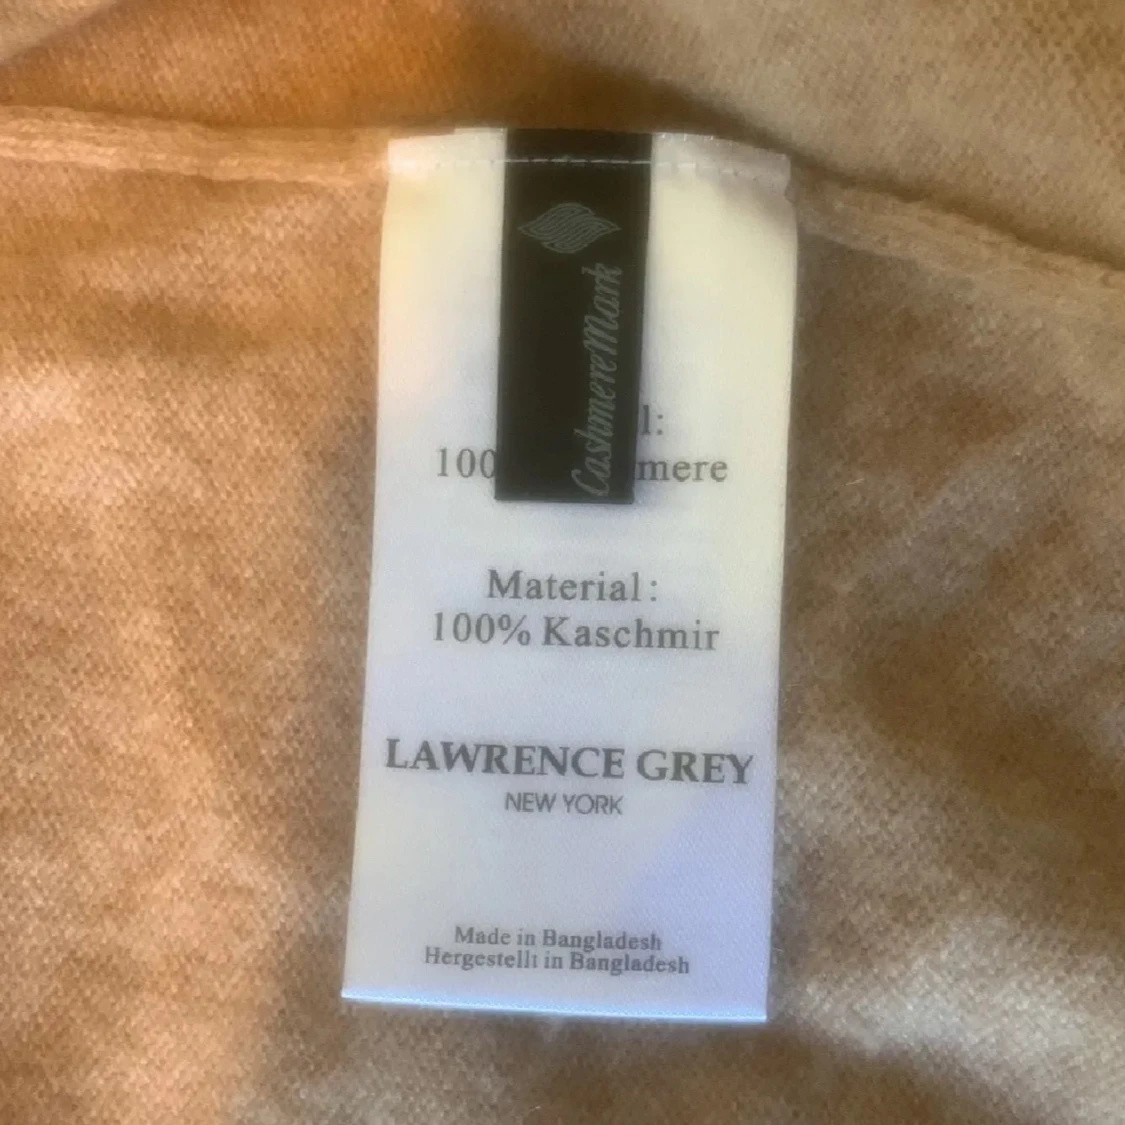 CashmereMark
l:
100 mere
Material:
100% Kaschmir
LAWRENCE GREY
NEW YORK
Made in Bangladesh
Hergestellt in Bangladesh